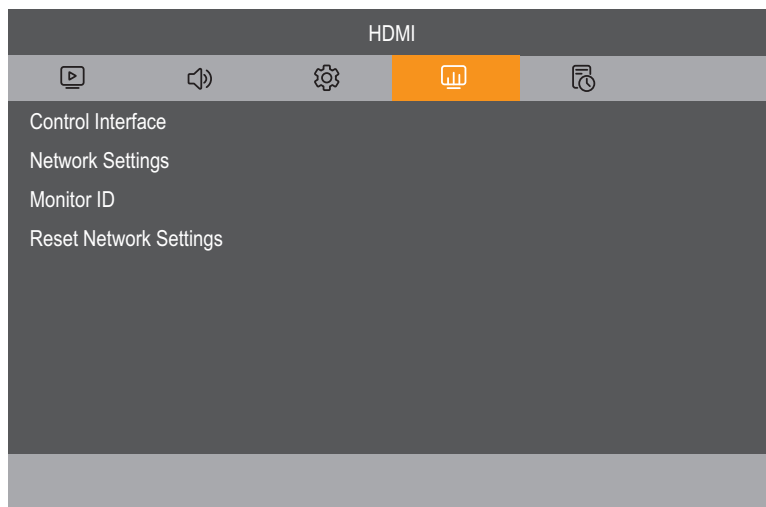 HDMI
Control Interface
Network Settings
Monitor ID
Reset Network Settings